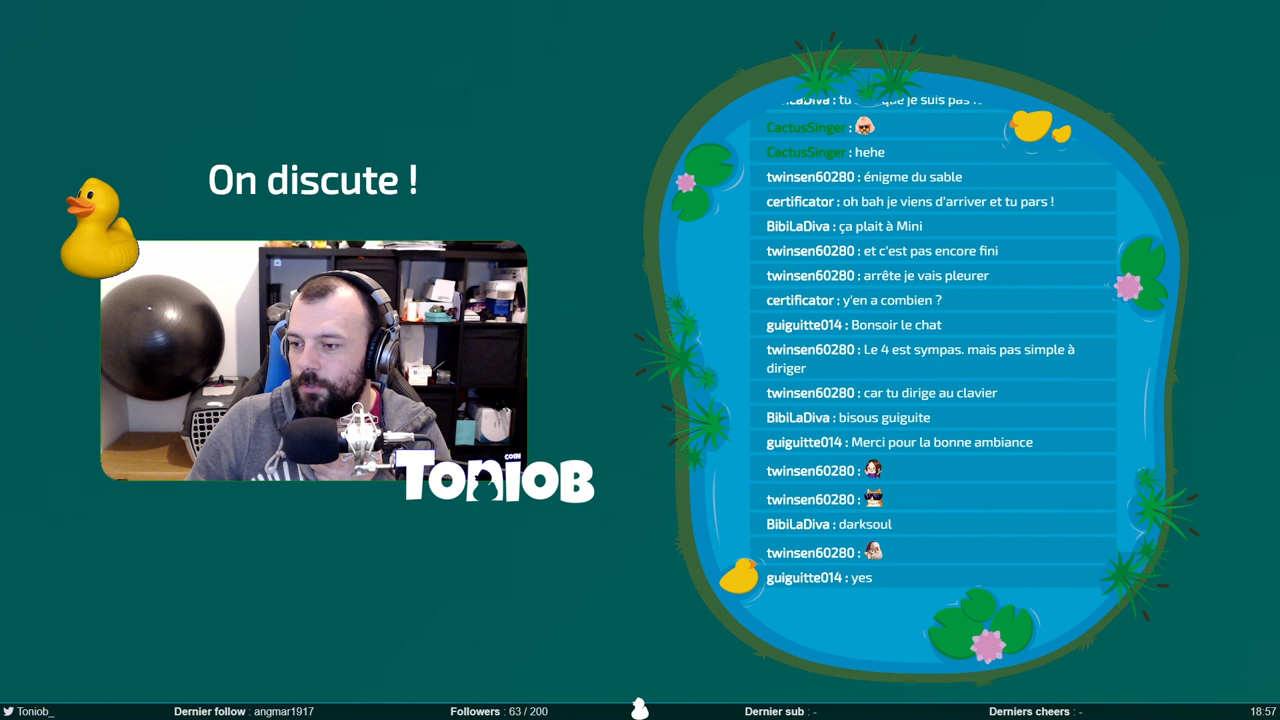 On discute !
COIN
TONIOB
CactusSinger :
CactusSinger : hehe
twinsen60280 : énigme du sable
certificator : oh bah je viens d'arriver et tu pars !
BibiLaDiva : ça plait à Mini
twinsen60280 : et c'est pas encore fini
twinsen60280 : arrête je vais pleurer
certificator : y'en a combien ?
guiguitte014 : Bonsoir le chat
twinsen60280 : Le 4 est sympas. mais pas simple à
diriger
twinsen60280 : car tu dirige au clavier
BibiLaDiva : bisous guiguite
guiguitte014 : Merci pour la bonne ambiance
twinsen60280 :
twinsen60280 :
BibiLaDiva : darksoul
twinsen60280 :
guiguitte014 : yes
Toniob_
Dernier follow : angmar1917
Followers : 63 / 200
Dernier sub : -
Derniers cheers : -
18:57